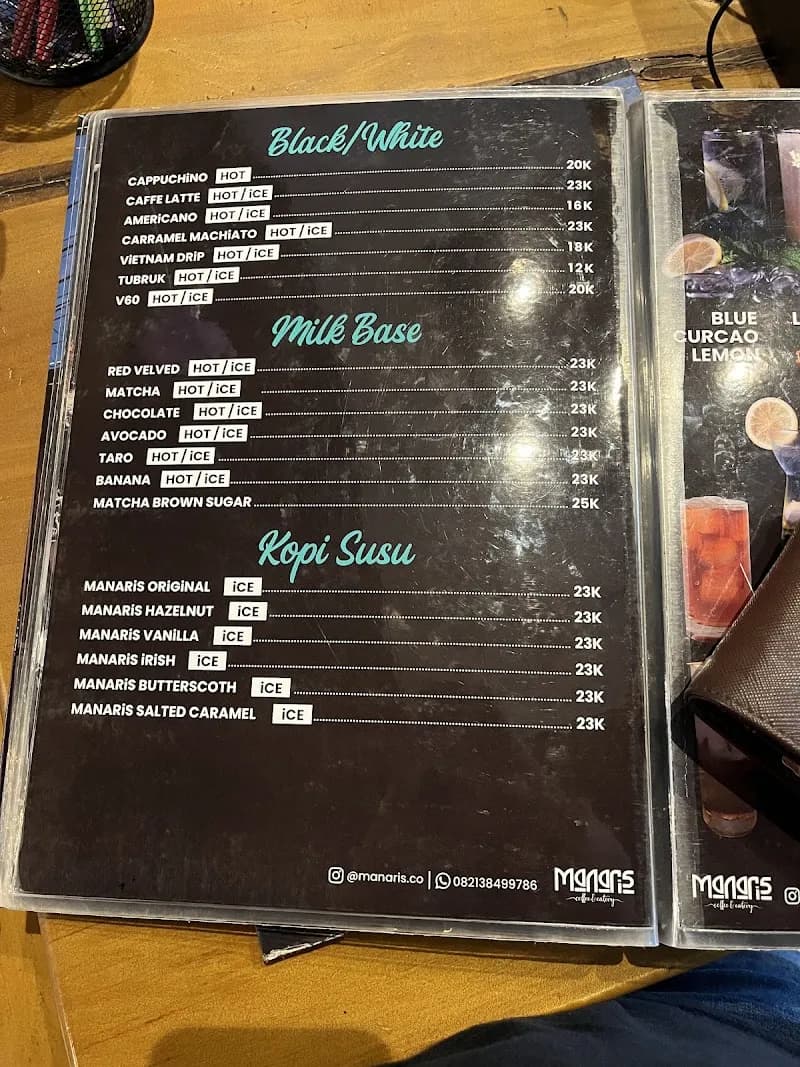 Black/White
CAPPUCHiNO HOT 20K
CAFFE LATTE HOT / iCE 23K
AMERiCANO HOT / iCE 16K
CARRAMEL MACHiATO HOT / iCE 23K
ViETNAM DRiP HOT / iCE 18K
TUBRUK HOT / iCE 12K
V60 HOT / iCE 20K
Milk Base
RED VELVED HOT / iCE 23K
MATCHA HOT / iCE 23K
CHOCOLATE HOT / iCE 23K
AVOCADO HOT / iCE 23K
TARO HOT / iCE 23K
BANANA HOT / iCE 23K
MATCHA BROWN SUGAR 25K
Kopi Susu
MANARiS ORiGiNAL iCE 23K
MANARiS HAZELNUT iCE 23K
MANARiS VANiLLA iCE 23K
MANARiS iRiSH iCE 23K
MANARiS BUTTERSCOTH iCE 23K
MANARiS SALTED CARAMEL iCE 23K
@manaris.co | 082138499786
Manaris
coffee & eatery
BLUE
CURCAO
LEMON
Manaris
coffee & eatery